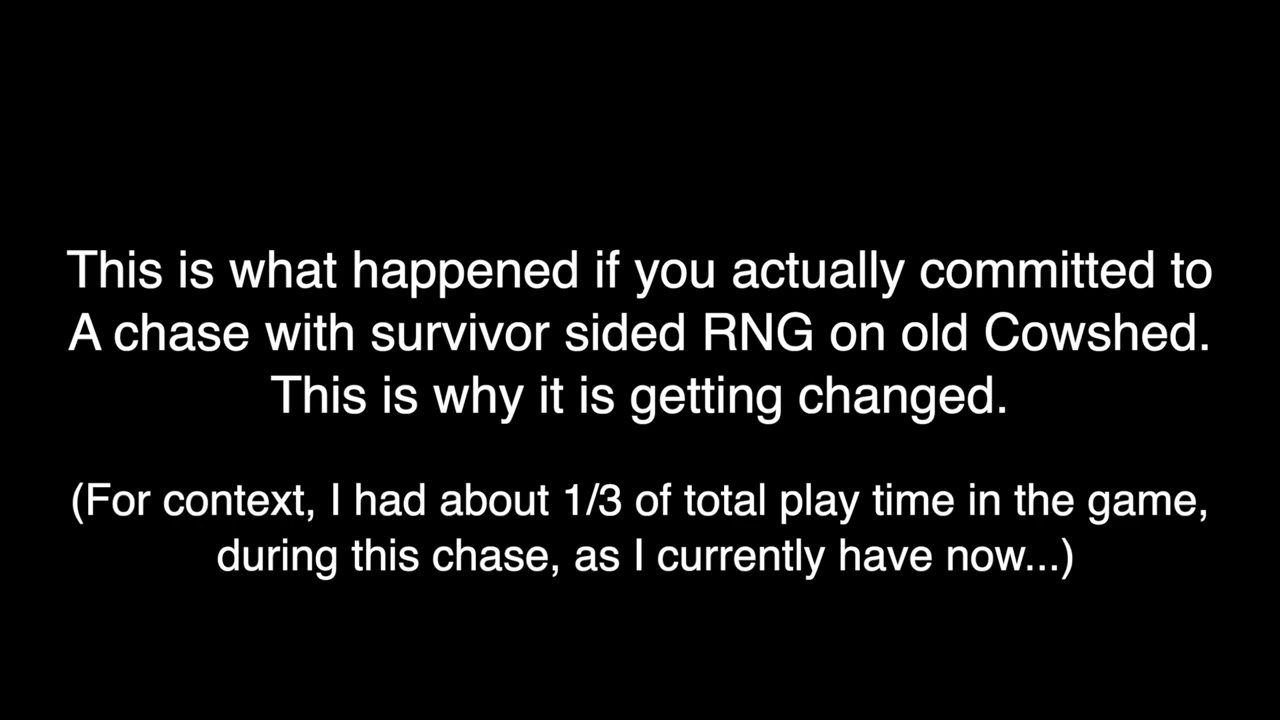 This is what happened if you actually committed to
A chase with survivor sided RNG on old Cowshed.
This is why it is getting changed.
(For context, I had about 1/3 of total play time in the game,
during this chase, as I currently have now...)